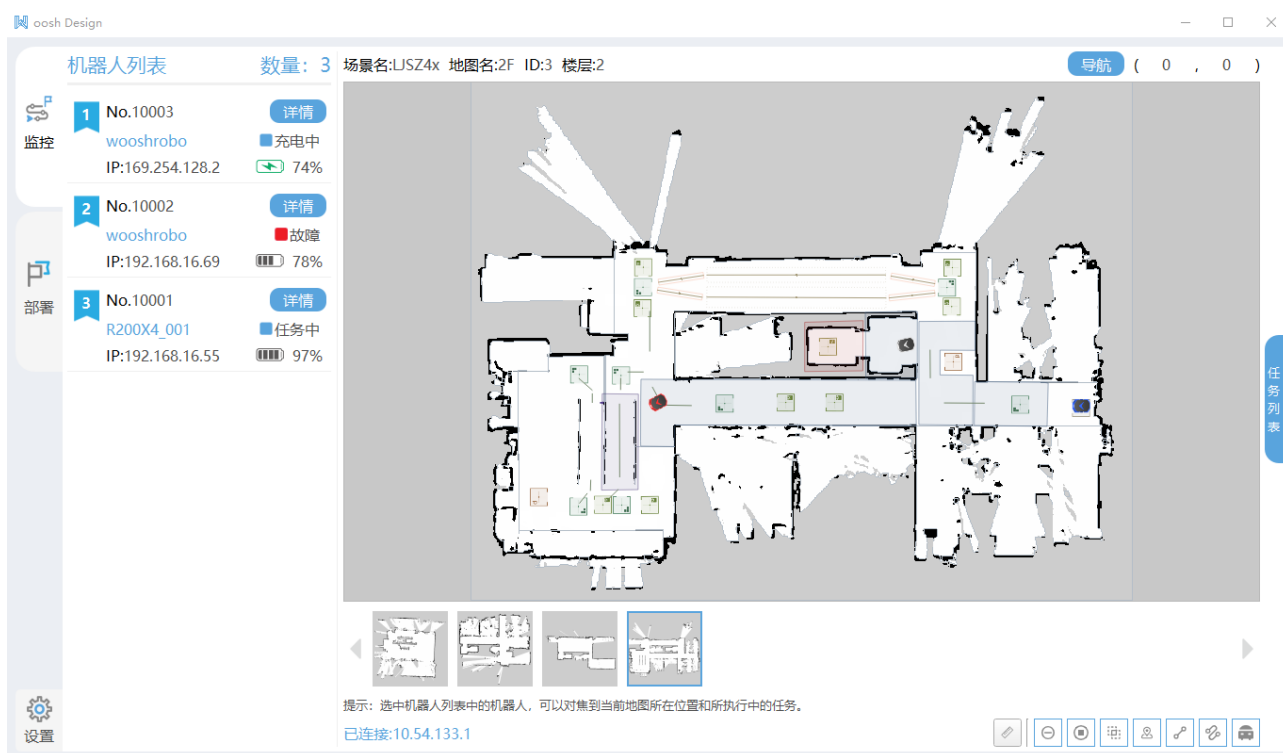 oosh Design
机器人列表 数量：3
场景名:LJSZ4x 地图名:2F ID:3 楼层:2
导航 ( 0 , 0 )
监控
1 No.10003 详情
wooshrobo 充电中
IP:169.254.128.2 74%
2 No.10002 详情
wooshrobo 故障
IP:192.168.16.69 78%
部署
3 No.10001 详情
R200X4_001 任务中
IP:192.168.16.55 97%
任务列表
提示：选中机器人列表中的机器人，可以对焦到当前地图所在位置和所执行中的任务。
已连接:10.54.133.1
设置